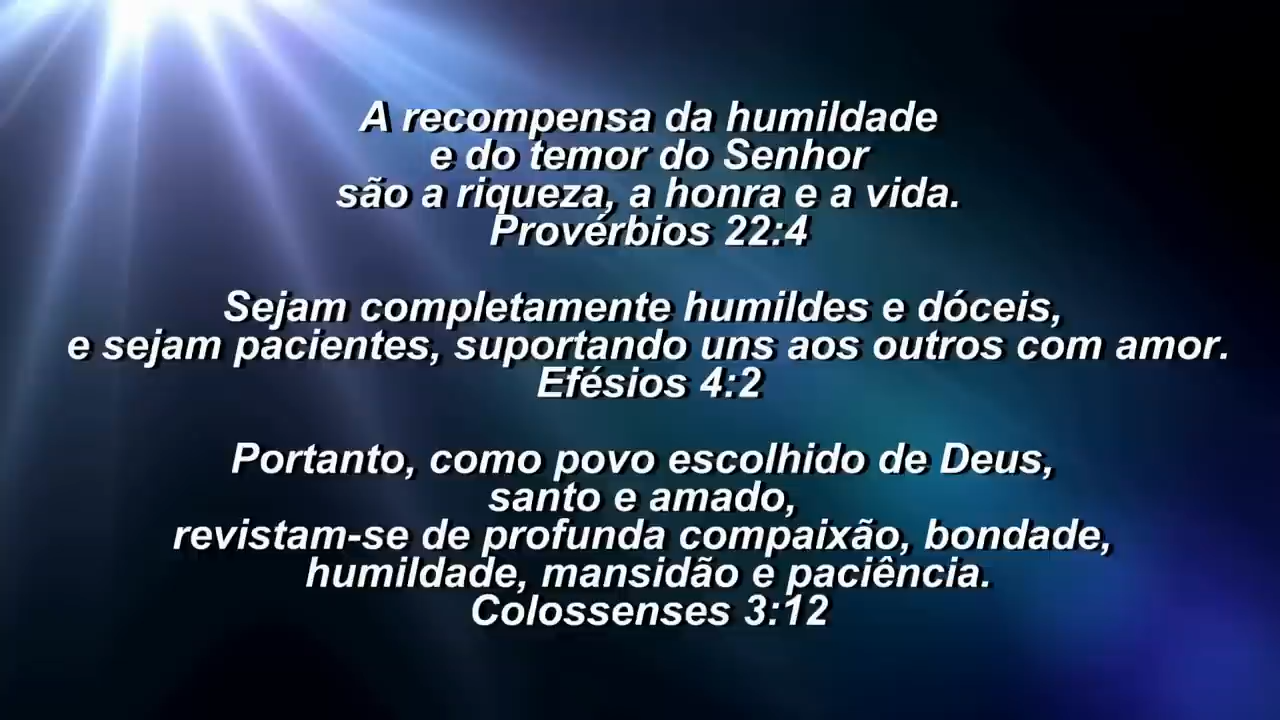 A recompensa da humildade
e do temor do Senhor
são a riqueza, a honra e a vida.
Provérbios 22:4
Sejam completamente humildes e dóceis,
e sejam pacientes, suportando uns aos outros com amor.
Efésios 4:2
Portanto, como povo escolhido de Deus,
santo e amado,
revistam-se de profunda compaixão, bondade,
humildade, mansidão e paciência.
Colossenses 3:12